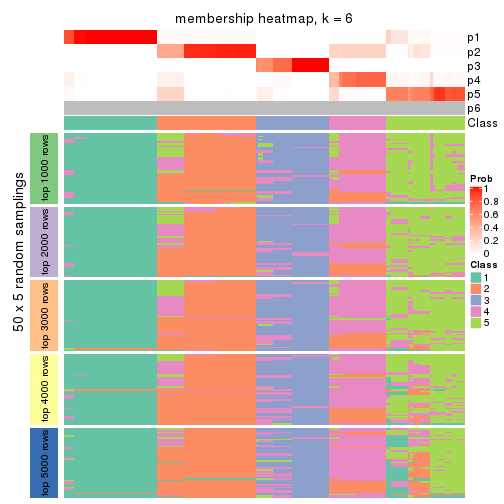 membership heatmap, k = 6
p1
p2
p3
p4
p5
p6
Class
50 x 5 random samplings
top 1000 rows
top 2000 rows
top 3000 rows
top 4000 rows
top 5000 rows
Prob
1
0.8
0.6
0.4
0.2
0
Class
1
2
3
4
5